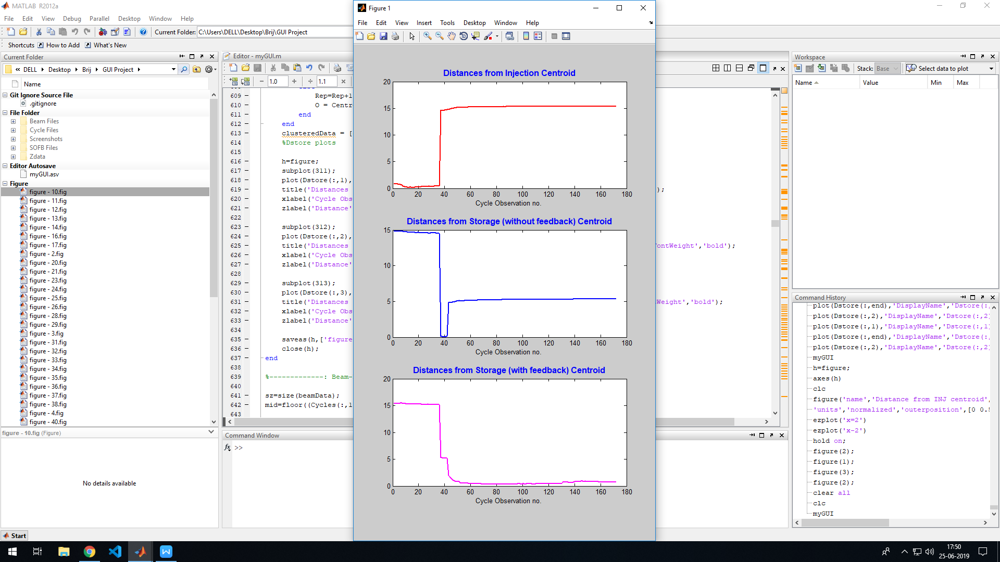 MATLAB R2012a
File Edit View Debug Parallel Desktop Window Help
Current Folder: C:\Users\DELL\Desktop\Brij\GUI Project
Shortcuts How to Add What's New
Current Folder
« DELL Desktop Brij GUI Project
Name
Git Ignore Source File
.gitignore
File Folder
Beam Files
Cycle Files
Screenshots
SOFB Files
Zdata
Editor Autosave
myGUI.asv
Figure
figure - 10.fig
figure - 11.fig
figure - 12.fig
figure - 13.fig
figure - 14.fig
figure - 16.fig
figure - 17.fig
figure - 2.fig
figure - 20.fig
figure - 21.fig
figure - 23.fig
figure - 24.fig
figure - 25.fig
figure - 26.fig
figure - 28.fig
figure - 29.fig
figure - 3.fig
figure - 31.fig
figure - 32.fig
figure - 33.fig
figure - 34.fig
figure - 35.fig
figure - 36.fig
figure - 37.fig
figure - 38.fig
figure - 4.fig
figure - 40.fig
figure - 10.fig (Figure)
No details available
Start
Editor - myGUI.m
1.0 1.1
609 Rep=Rep+1
610 O = Centr
611 end
612 end
613 clusteredData = [
614 %Dstore plots
615
616 h=figure;
617 subplot(311);
618 plot(Dstore(:,1),
619 title('Distances );
620 xlabel('Cycle Obs
621 zlabel('Distance'
622
623 subplot(312);
624 plot(Dstore(:,2),
625 title('Distances FontWeight','bold');
626 xlabel('Cycle Obs
627 zlabel('Distance'
628
629 subplot(313);
630 plot(Dstore(:,3),
631 title('Distances tWeight','bold');
632 xlabel('Cycle Obs
633 zlabel('Distance'
634
635 saveas(h,['figure
636 close(h);
637 end
638
639 %-------------: Beam-
640
641 sz=size(beamData);
642 mid=floor((Cycles(:,1
643
Command Window
fx >>
Figure 1
File Edit View Insert Tools Desktop Window Help
Distances from Injection Centroid
20
15
10
5
0
0 20 40 60 80 100 120 140 160 180
Cycle Observation no.
Distances from Storage (without feedback) Centroid
15
10
5
0
0 20 40 60 80 100 120 140 160 180
Cycle Observation no.
Distances from Storage (with feedback) Centroid
20
15
10
5
0
0 20 40 60 80 100 120 140 160 180
Cycle Observation no.
Workspace
Stack: Base Select data to plot
Name Value Min Max
Command History
plot(Dstore(:,end),'DisplayName','Dstore(:,
plot(Dstore(:,2),'DisplayName','Dstore(:,2)
plot(Dstore(:,1),'DisplayName','Dstore(:,1)
plot(Dstore(:,end),'DisplayName','Dstore(:,
plot(Dstore(:,2),'DisplayName','Dstore(:,2)
myGUI
h=figure;
axes(h)
clc
figure('name','Distance from INJ centroid',
'units','normalized','outerposition',[0 0.5
ezplot('x=2')
ezplot('x-2')
hold on;
figure(2);
figure(1);
figure(3);
figure(2);
clear all
clc
myGUI
17:50
25-06-2019